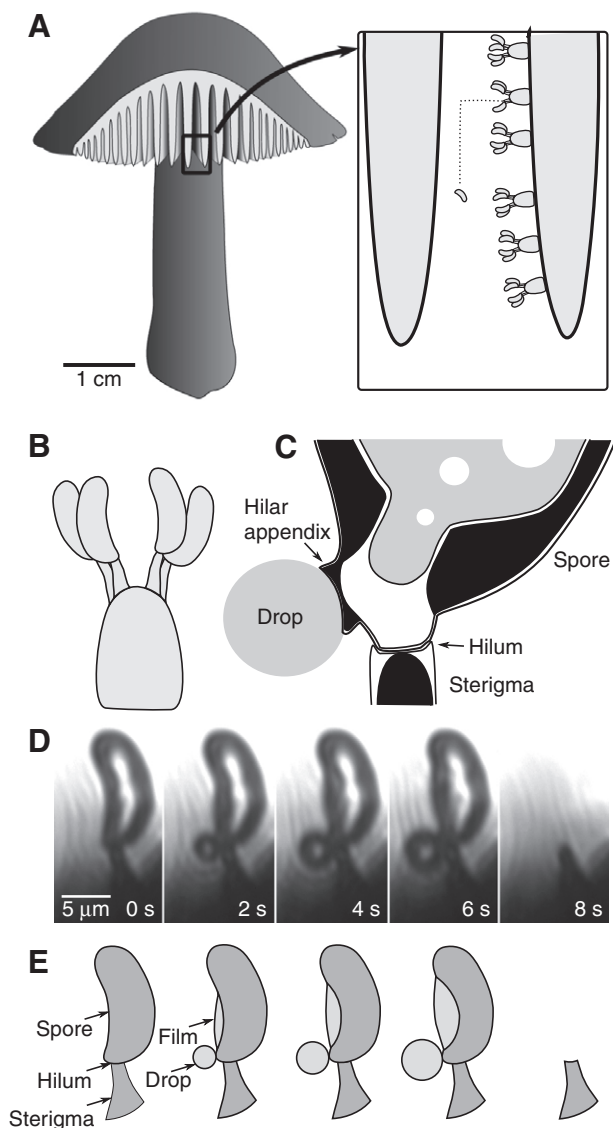 A
1 cm
B
C
Hilar
appendix
Drop
Spore
Hilum
Sterigma
D
5 μm
0 s
2 s
4 s
6 s
8 s
E
Spore
Film
Hilum
Drop
Sterigma